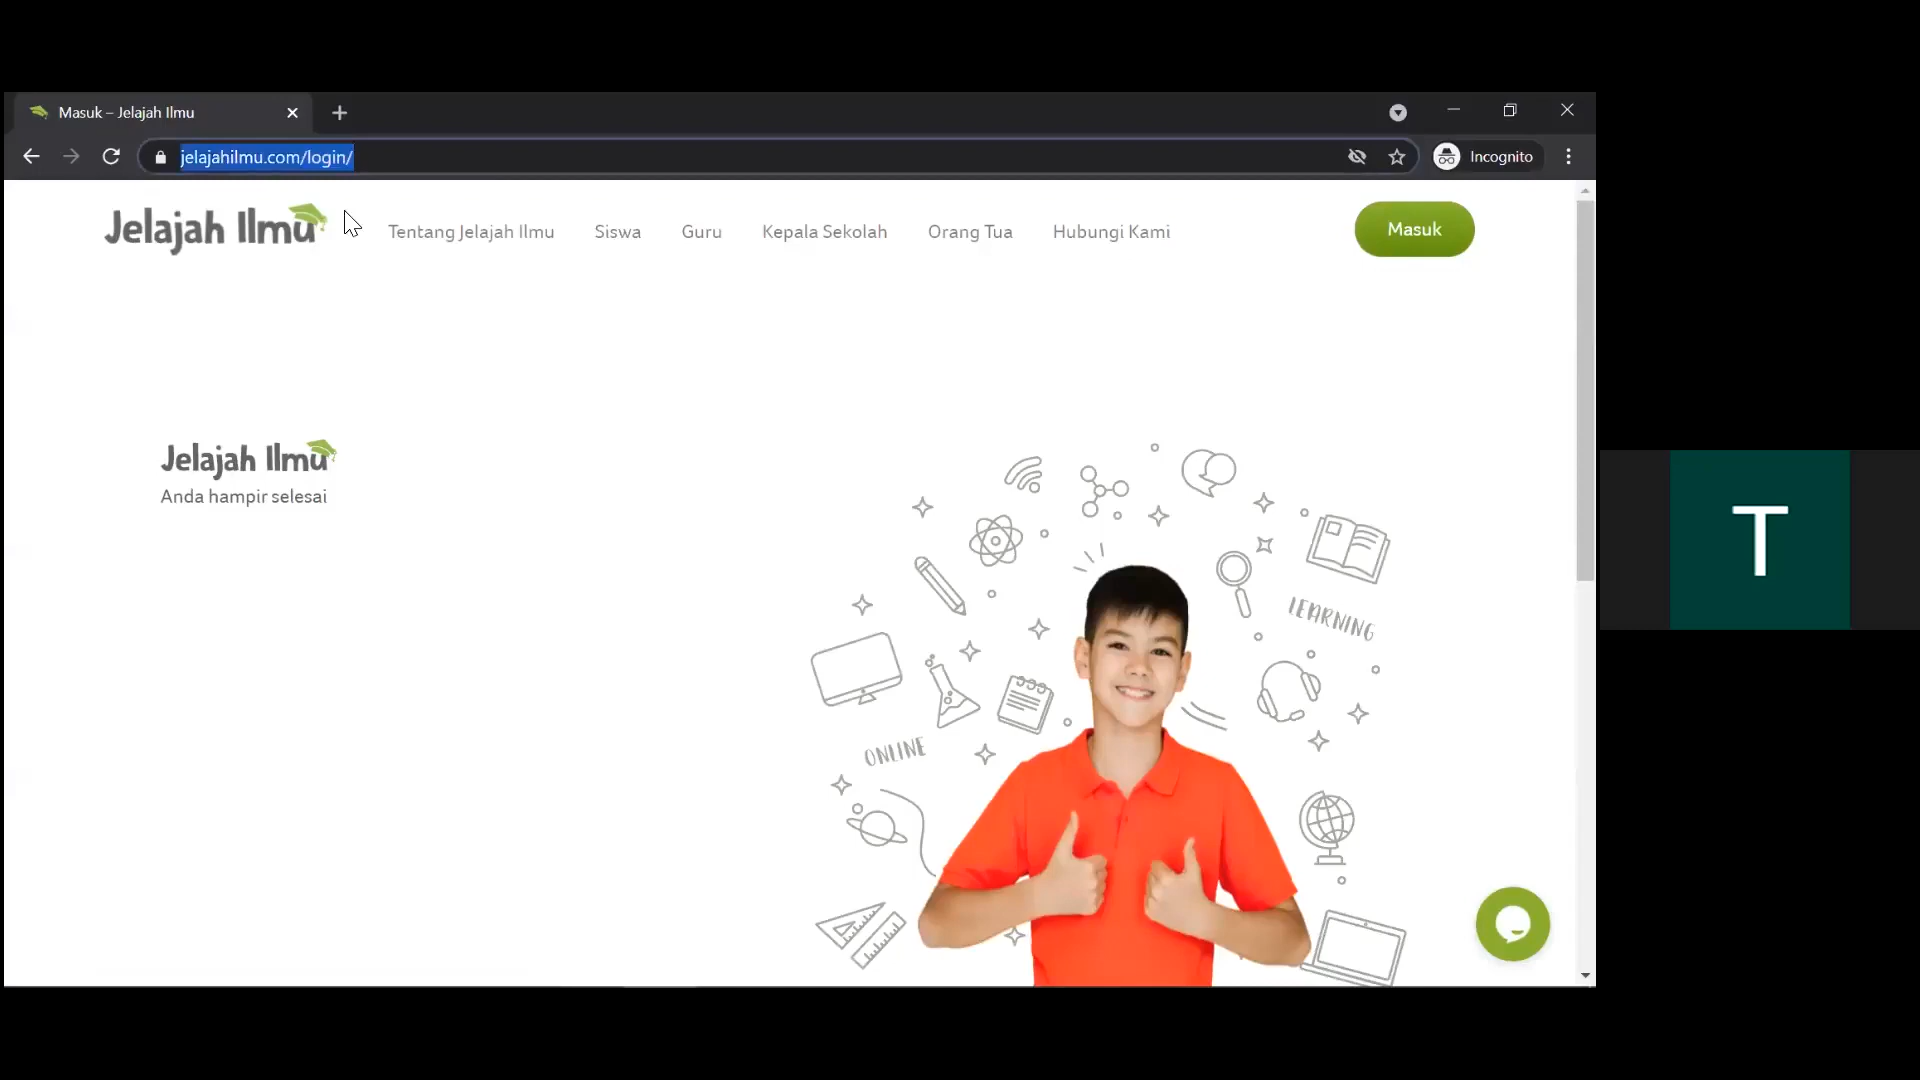 Masuk – Jelajah Ilmu
jelajahilmu.com/login/
Incognito
Jelajah Ilmu
Tentang Jelajah Ilmu
Siswa
Guru
Kepala Sekolah
Orang Tua
Hubungi Kami
Masuk
Jelajah Ilmu
Anda hampir selesai
LEARNING
ONLINE
T